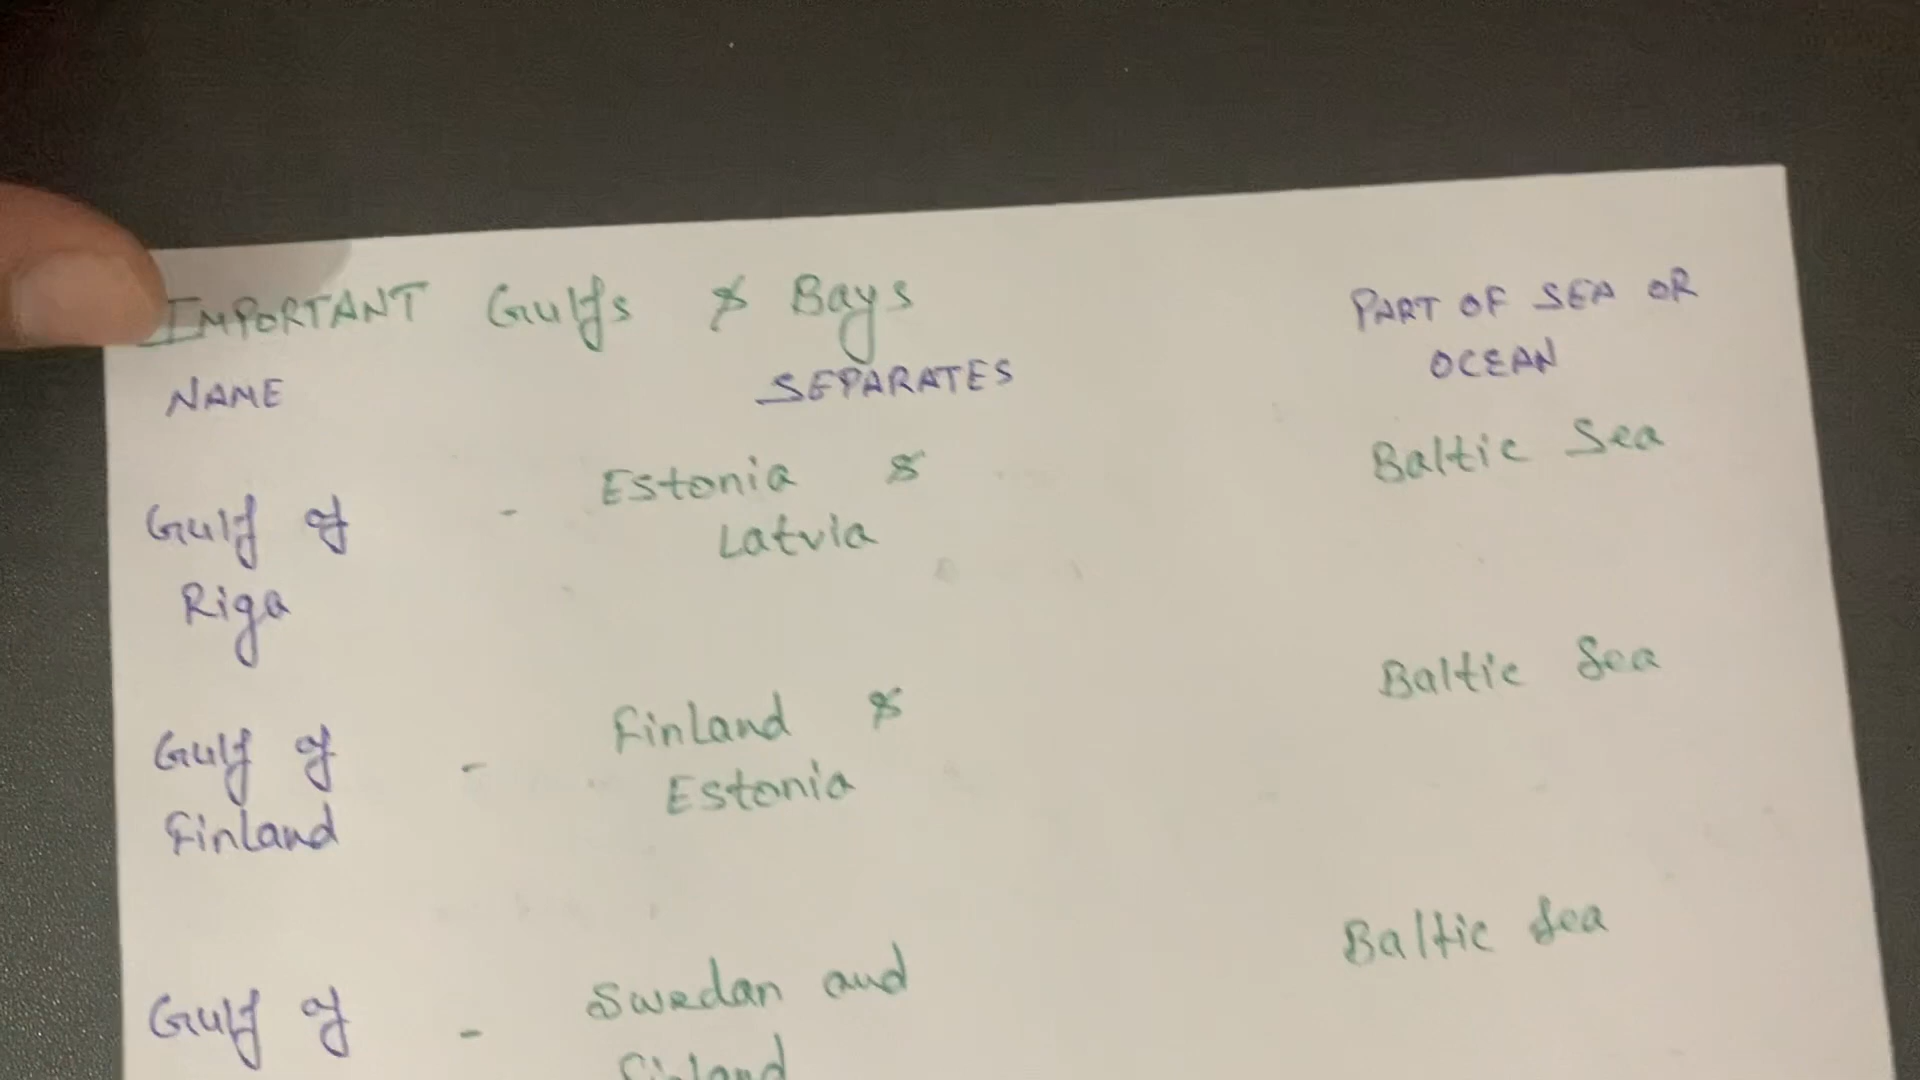 IMPORTANT Gulfs & Bays
PART OF SEA OR
OCEAN
NAME
SEPARATES
Gulf of
Riga
-
Estonia &
Latvia
Baltic Sea
Gulf of
Finland
-
Finland &
Estonia
Baltic Sea
Gulf of
-
Swedan and
Finland
Baltic Sea